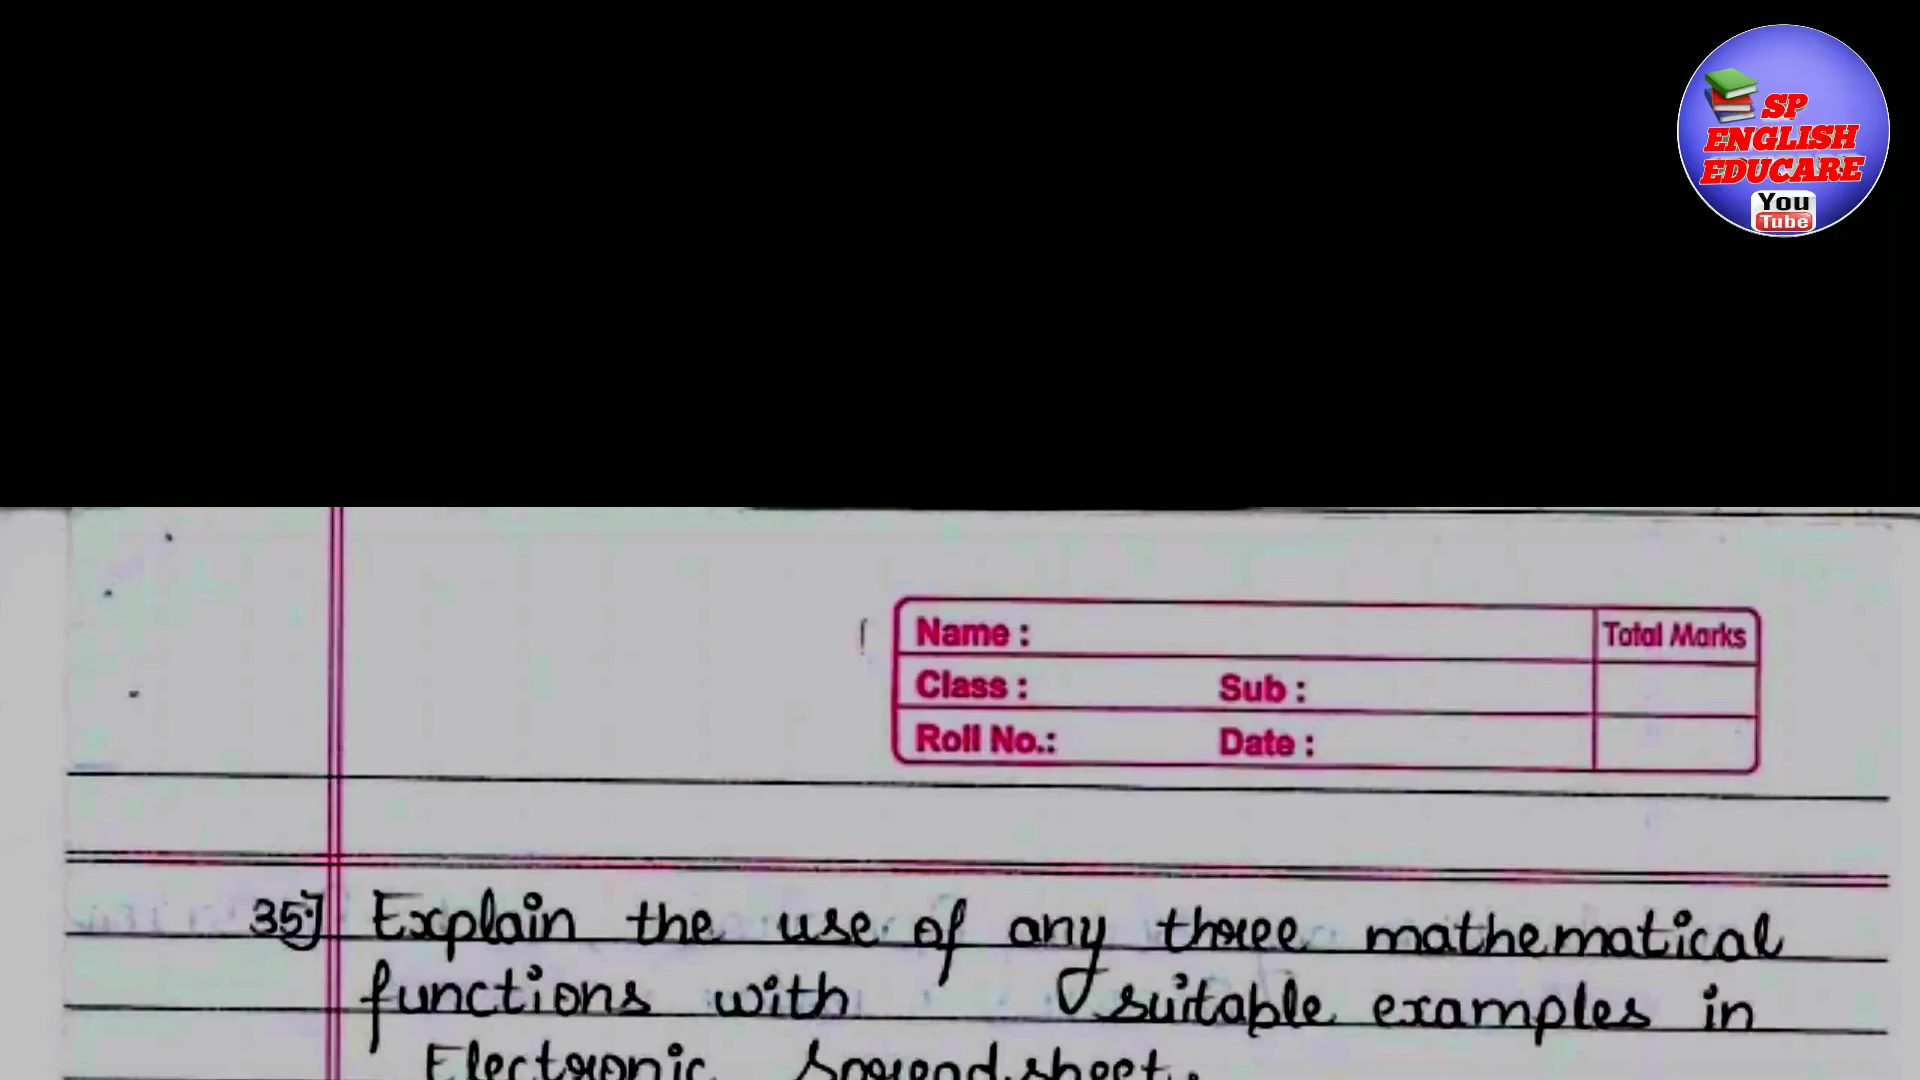 SP
ENGLISH
EDUCARE
You
Tube
Name :
Total Marks
Class :
Sub :
Roll No.:
Date :
35.] Explain the use of any three mathematical
functions with suitable examples in
Electronic Spreadsheet.